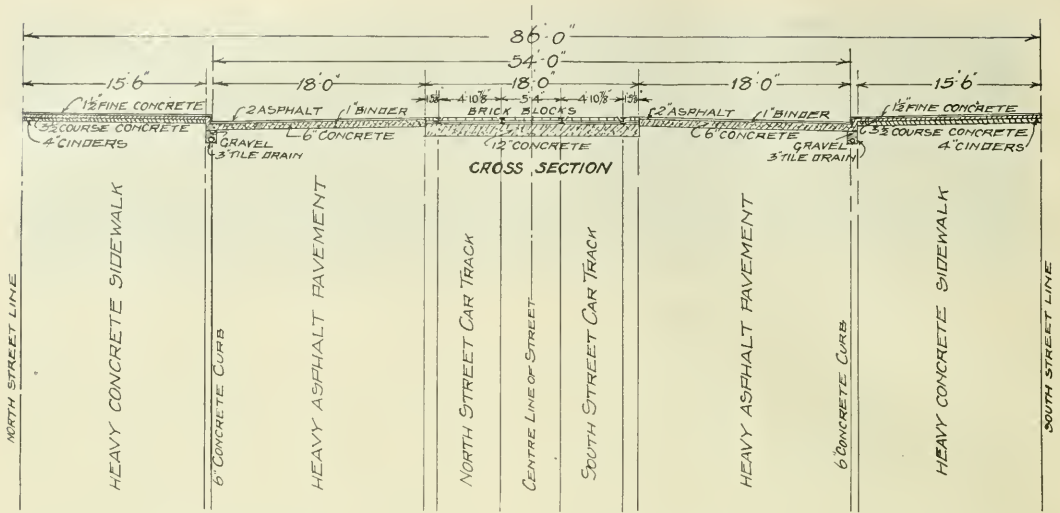 86'-0"
54'-0"
15'6" 18'0" 18'0" 18'0" 15'6"
4'10⅞" 5'-4" 4'10⅞"
1½" FINE CONCRETE 2" ASPHALT 1" BINDER BRICK BLOCKS 2" ASPHALT 1" BINDER 1½" FINE CONCRETE
3½ COURSE CONCRETE 6" CONCRETE 6" CONCRETE 3½ COURSE CONCRETE
4" CINDERS GRAVEL 12" CONCRETE GRAVEL 4" CINDERS
3" TILE DRAIN 3" TILE DRAIN
CROSS SECTION
NORTH STREET LINE
HEAVY CONCRETE SIDEWALK
6" CONCRETE CURB
HEAVY ASPHALT PAVEMENT
NORTH STREET CAR TRACK
CENTRE LINE OF STREET
SOUTH STREET CAR TRACK
HEAVY ASPHALT PAVEMENT
6" CONCRETE CURB
HEAVY CONCRETE SIDEWALK
SOUTH STREET LINE